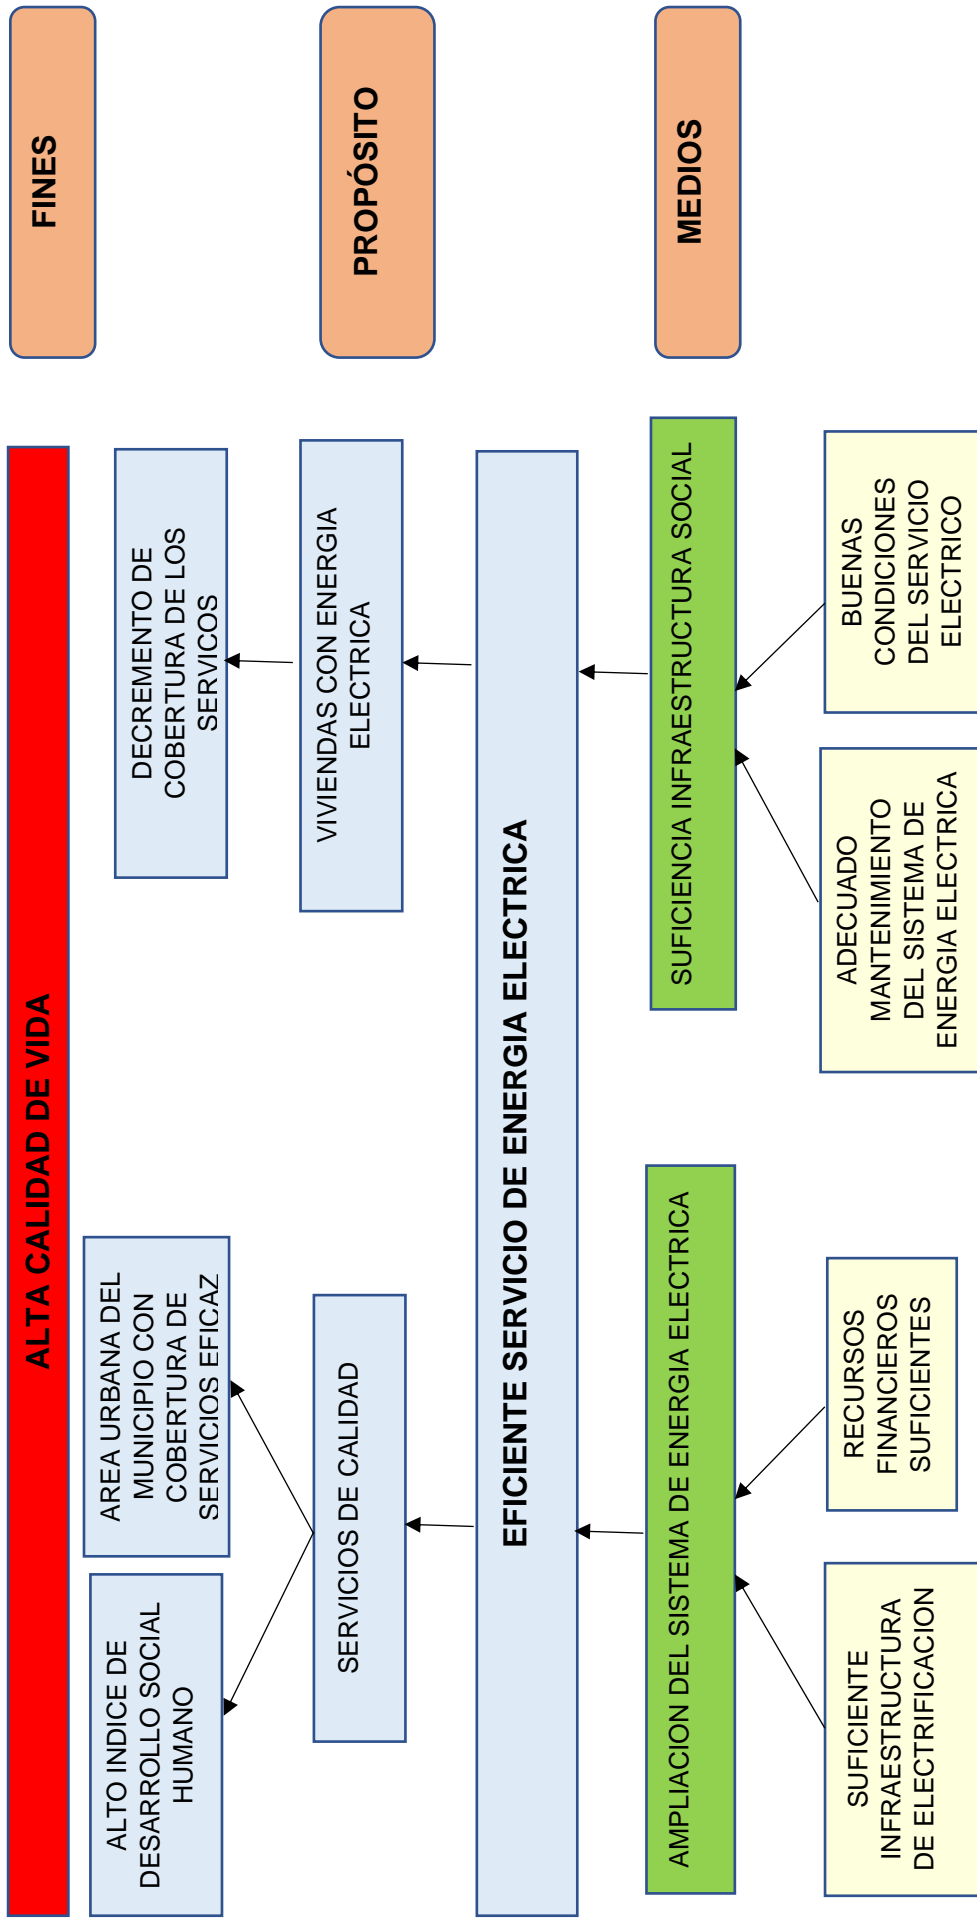 ALTA CALIDAD DE VIDA
FINES
ALTO INDICE DE
DESARROLLO SOCIAL
HUMANO
AREA URBANA DEL
MUNICIPIO CON
COBERTURA DE
SERVICIOS EFICAZ
DECREMENTO DE
COBERTURA DE LOS
SERVICOS
SERVICIOS DE CALIDAD
VIVIENDAS CON ENERGIA
ELECTRICA
PROPÓSITO
EFICIENTE SERVICIO DE ENERGIA ELECTRICA
AMPLIACION DEL SISTEMA DE ENERGIA ELECTRICA
SUFICIENCIA INFRAESTRUCTURA SOCIAL
MEDIOS
SUFICIENTE
INFRAESTRUCTURA
DE ELECTRIFICACION
RECURSOS
FINANCIEROS
SUFICIENTES
ADECUADO
MANTENIMIENTO
DEL SISTEMA DE
ENERGIA ELECTRICA
BUENAS
CONDICIONES
DEL SERVICIO
ELECTRICO